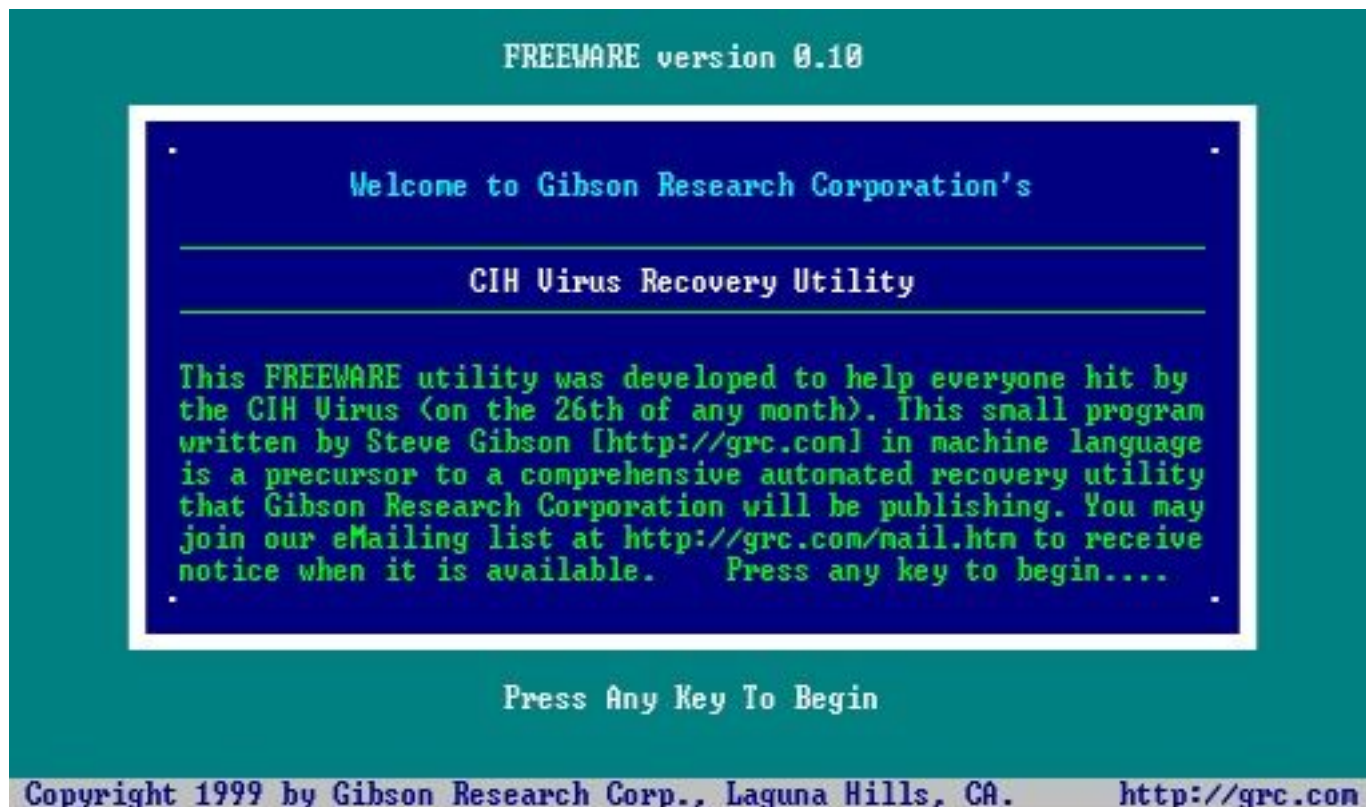 FREEWARE version 0.10
Welcome to Gibson Research Corporation's
CIH Virus Recovery Utility
This FREEWARE utility was developed to help everyone hit by
the CIH Virus (on the 26th of any month). This small program
written by Steve Gibson [http://grc.com] in machine language
is a precursor to a comprehensive automated recovery utility
that Gibson Research Corporation will be publishing. You may
join our eMailing list at http://grc.com/mail.htm to receive
notice when it is available. Press any key to begin....
Press Any Key To Begin
Copyright 1999 by Gibson Research Corp., Laguna Hills, CA. http://grc.com